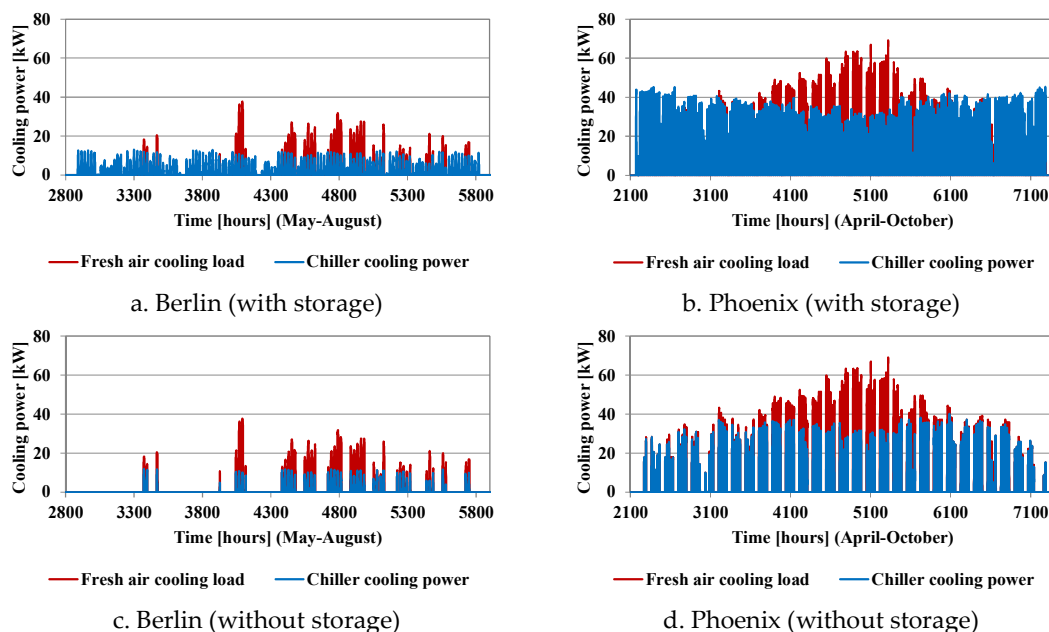 80
60
40
20
0
Cooling power [kW]
2800 3300 3800 4300 4800 5300 5800
Time [hours] (May-August)
Fresh air cooling load Chiller cooling power
a. Berlin (with storage)
80
60
40
20
0
Cooling power [kW]
2100 3100 4100 5100 6100 7100
Time [hours] (April-October)
Fresh air cooling load Chiller cooling power
b. Phoenix (with storage)
80
60
40
20
0
Cooling power [kW]
2800 3300 3800 4300 4800 5300 5800
Time [hours] (May-August)
Fresh air cooling load Chiller cooling power
c. Berlin (without storage)
80
60
40
20
0
Cooling power [kW]
2100 3100 4100 5100 6100 7100
Time [hours] (April-October)
Fresh air cooling load Chiller cooling power
d. Phoenix (without storage)